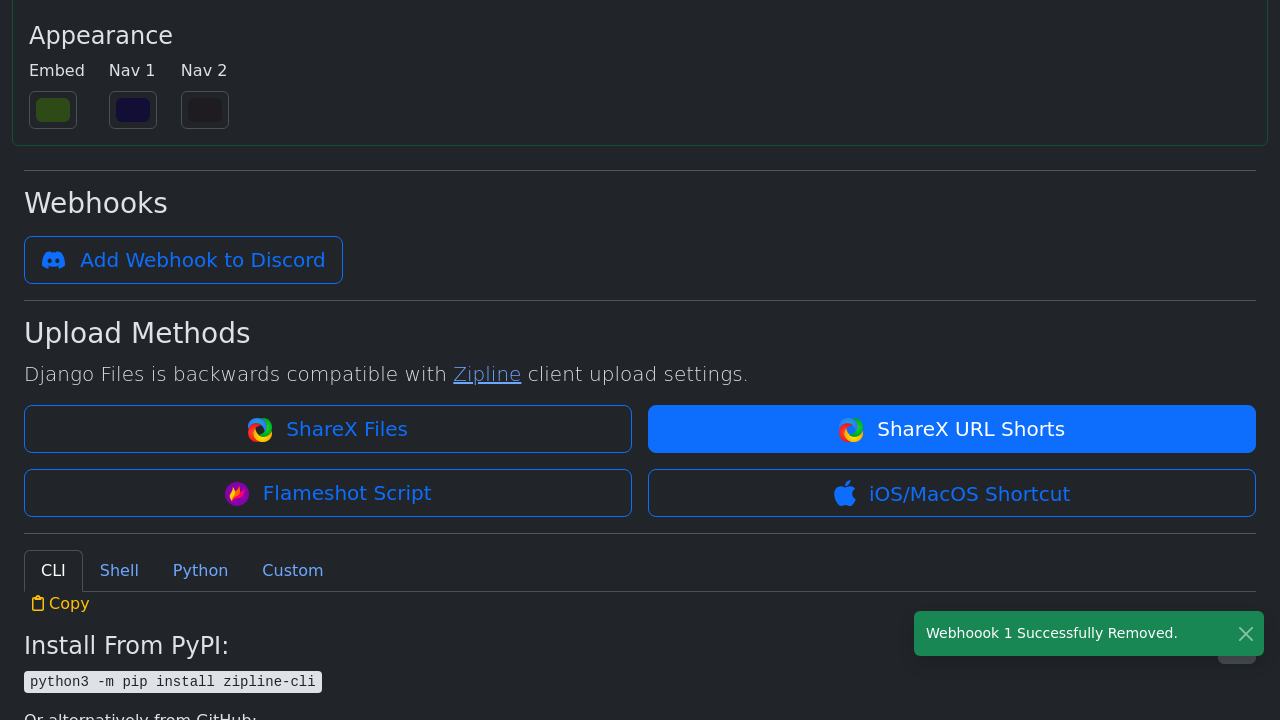 Appearance
Embed Nav 1 Nav 2
Webhooks
Add Webhook to Discord
Upload Methods
Django Files is backwards compatible with Zipline client upload settings.
ShareX Files
ShareX URL Shorts
Flameshot Script
iOS/MacOS Shortcut
CLI Shell Python Custom
Copy
Webhoook 1 Successfully Removed.
Install From PyPI:
python3 -m pip install zipline-cli
Or alternatively from GitHub: